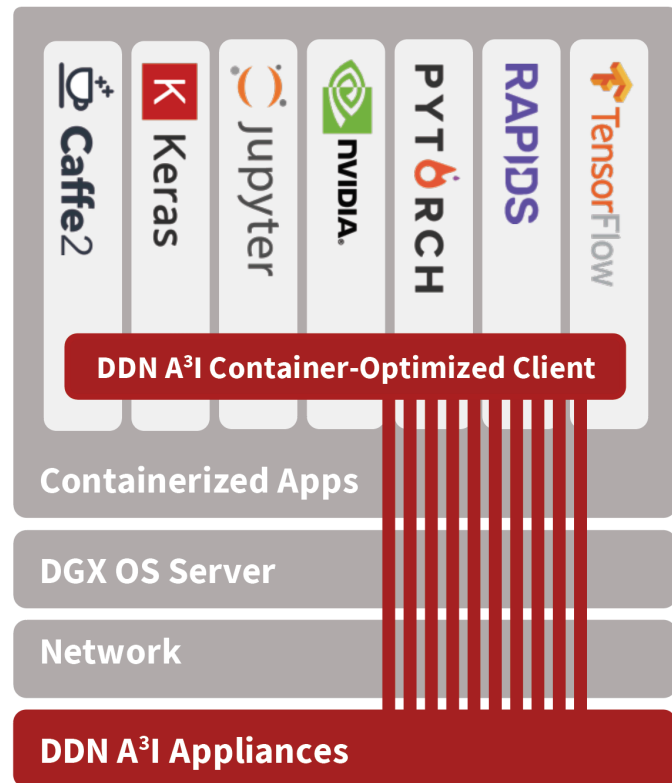 Caffe2
K Keras
Jupyter
NVIDIA.
PYTORCH
RAPIDS
TensorFlow
DDN A³I Container-Optimized Client
Containerized Apps
DGX OS Server
Network
DDN A³I Appliances